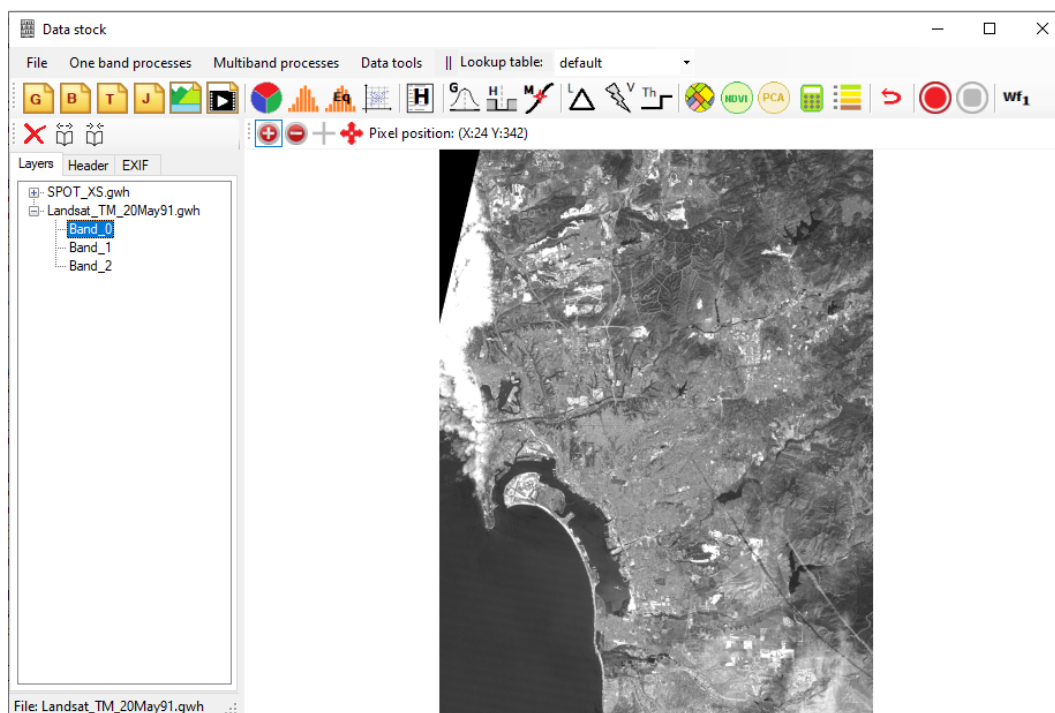 Data stock
File One band processes Multiband processes Data tools || Lookup table: default
G B T J Eq H G H M L V Th NDVI PCA Wf1
Pixel position: (X:24 Y:342)
Layers Header EXIF
SPOT_XS.gwh
Landsat_TM_20May91.gwh
Band_0
Band_1
Band_2
File: Landsat_TM_20May91.gwh